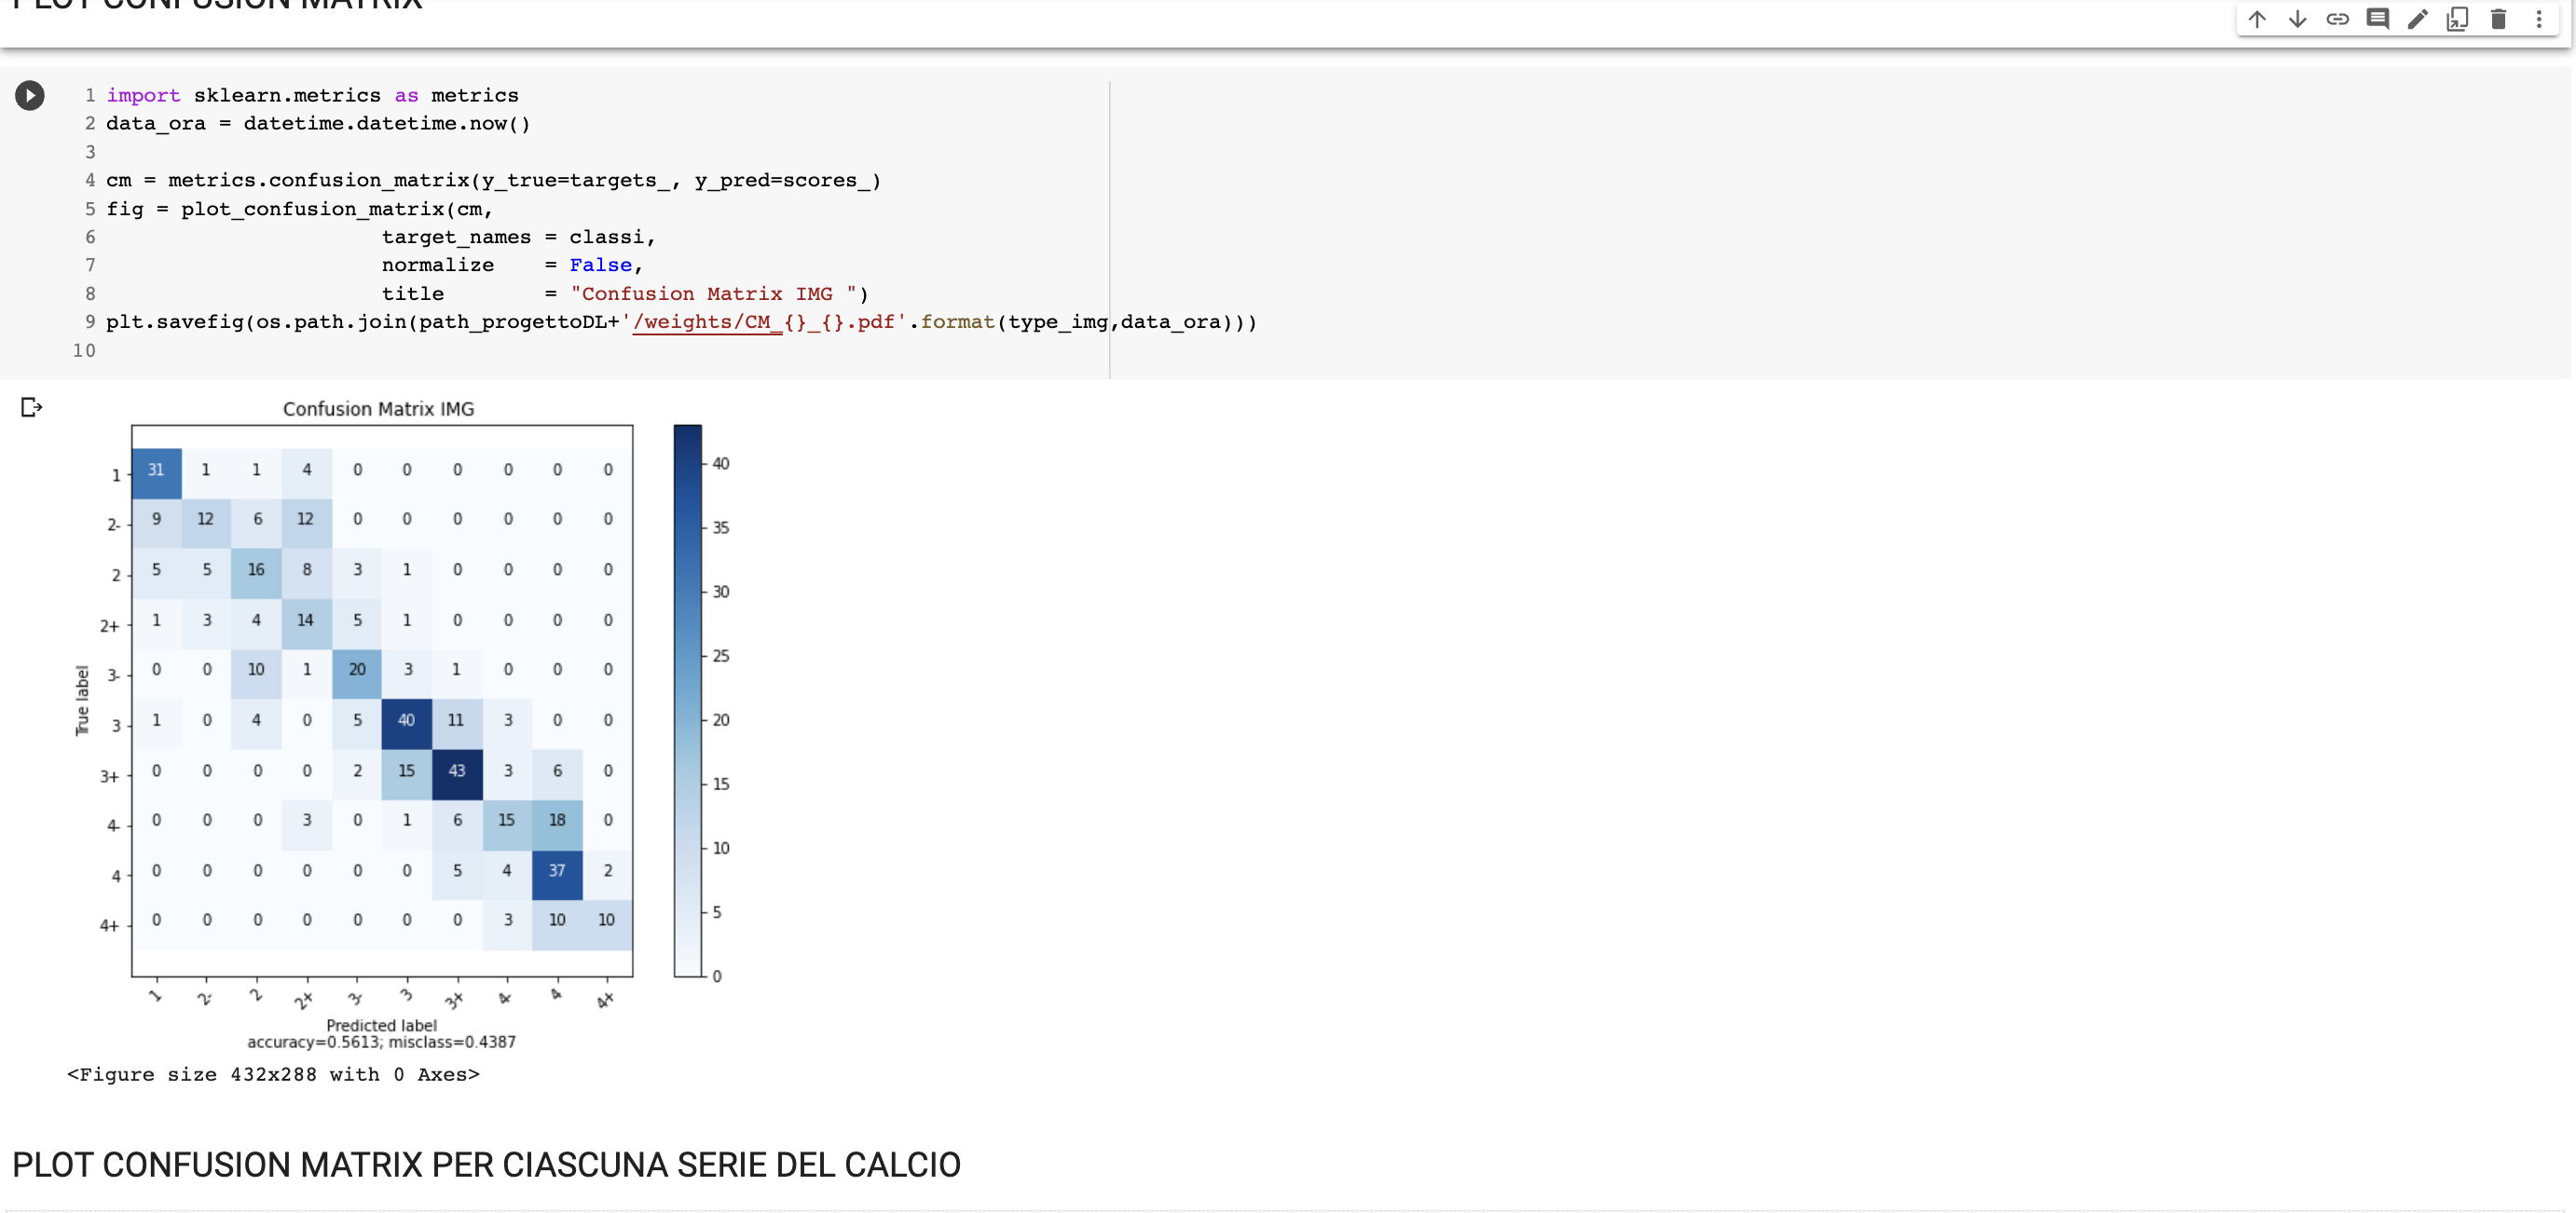 PLOT CONFUSION MATRIX
1 import sklearn.metrics as metrics
2 data_ora = datetime.datetime.now()
3
4 cm = metrics.confusion_matrix(y_true=targets_, y_pred=scores_)
5 fig = plot_confusion_matrix(cm,
6 target_names = classi,
7 normalize = False,
8 title = "Confusion Matrix IMG ")
9 plt.savefig(os.path.join(path_progettoDL+'/weights/CM_{}_{}.pdf'.format(type_img,data_ora)))
10
Confusion Matrix IMG
1 31 1 1 4 0 0 0 0 0 0
2- 9 12 6 12 0 0 0 0 0 0
2 5 5 16 8 3 1 0 0 0 0
2+ 1 3 4 14 5 1 0 0 0 0
3- 0 0 10 1 20 3 1 0 0 0
3 1 0 4 0 5 40 11 3 0 0
3+ 0 0 0 0 2 15 43 3 6 0
4- 0 0 0 3 0 1 6 15 18 0
4 0 0 0 0 0 0 5 4 37 2
4+ 0 0 0 0 0 0 0 3 10 10
True label
1 2- 2 2+ 3- 3 3+ 4- 4 4+
Predicted label
accuracy=0.5613; misclass=0.4387
40
35
30
25
20
15
10
5
0
<Figure size 432x288 with 0 Axes>
PLOT CONFUSION MATRIX PER CIASCUNA SERIE DEL CALCIO